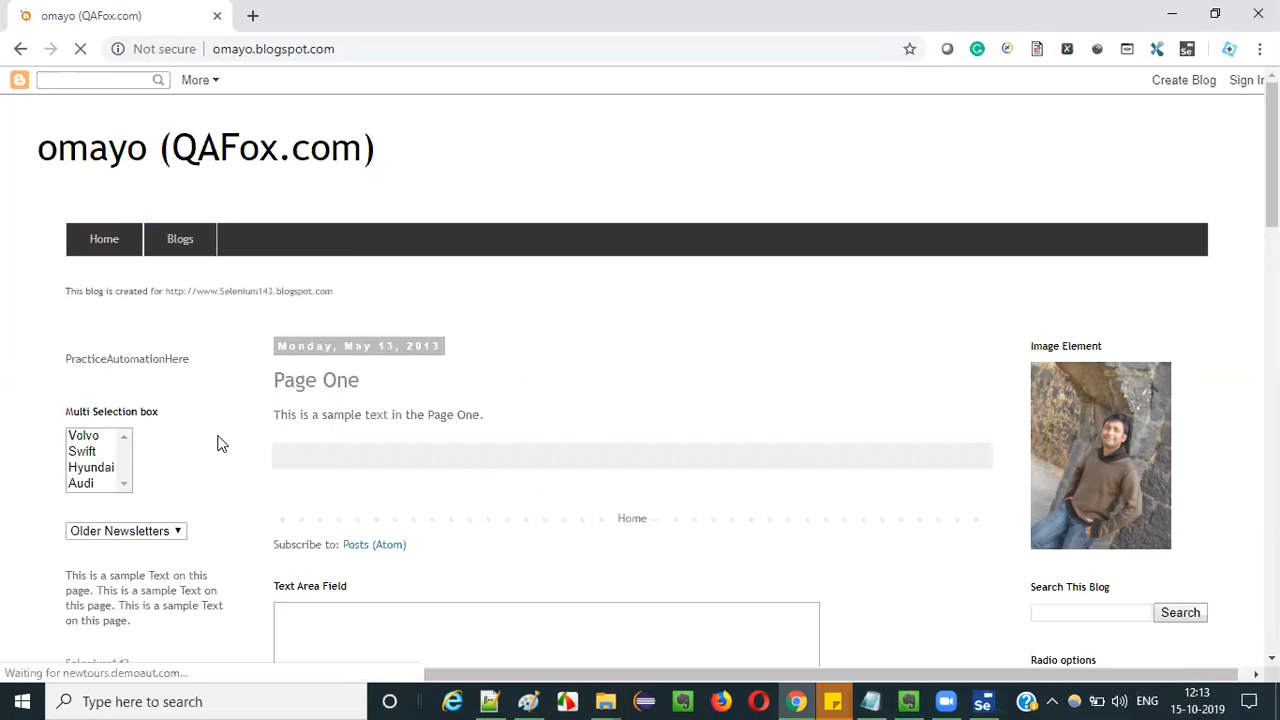 omayo (QAFox.com)
Not secure
omayo.blogspot.com
More
Create Blog
Sign In
omayo (QAFox.com)
Home
Blogs
This blog is created for http://www.Selenium143.blogspot.com
PracticeAutomationHere
Multi Selection box
Volvo
Swift
Hyundai
Audi
Older Newsletters
This is a sample Text on this
page. This is a sample Text on
this page. This is a sample Text
on this page.
Selenium143
Monday, May 13, 2013
Page One
This is a sample text in the Page One.
Home
Subscribe to: Posts (Atom)
Text Area Field
Image Element
Search This Blog
Search
Radio options
Waiting for newtours.demoaut.com...
Type here to search
ENG
12:13
15-10-2019